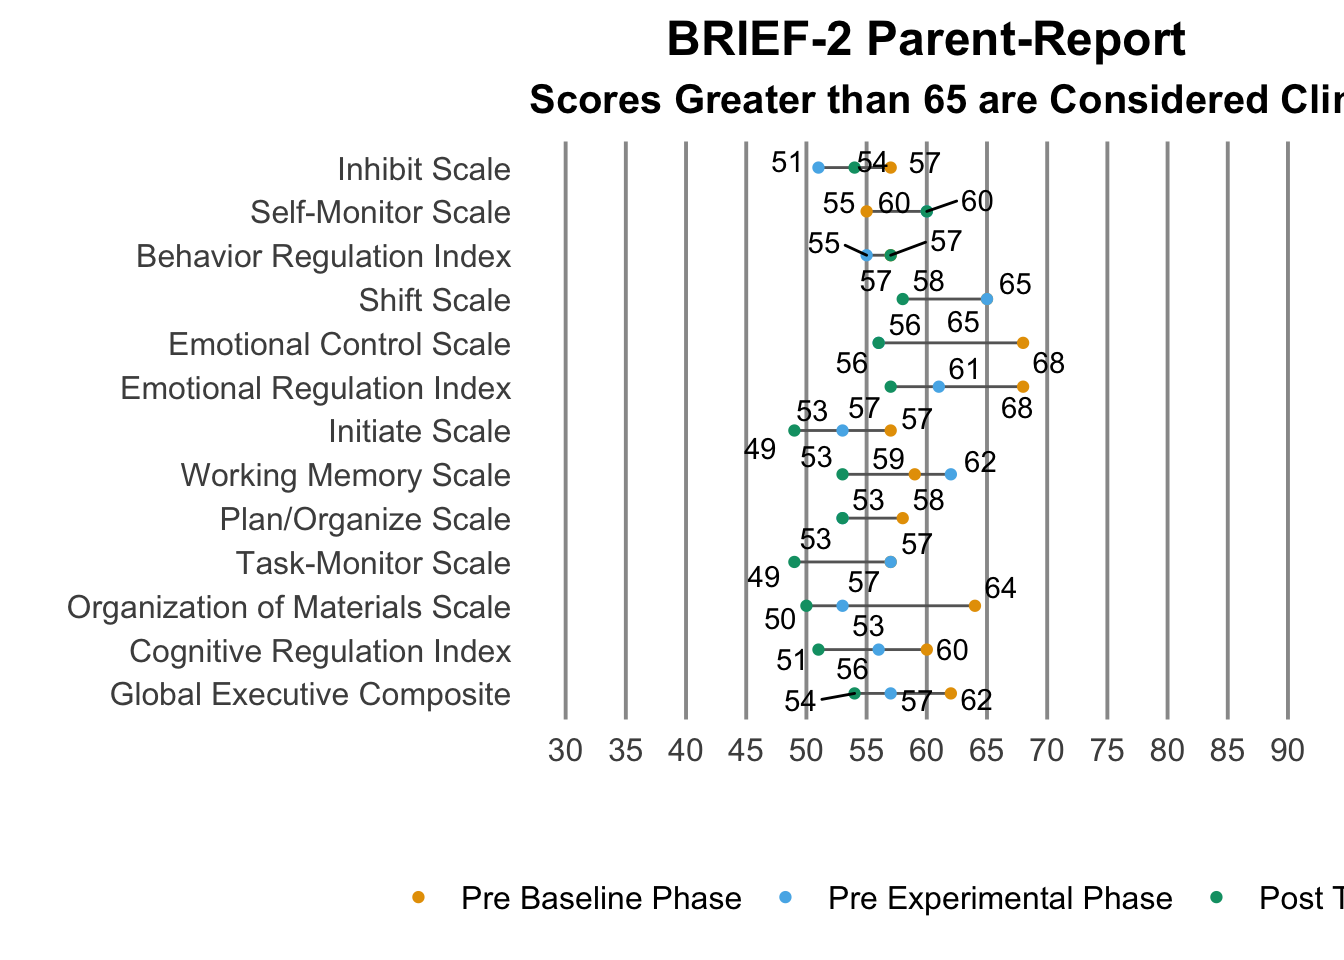 BRIEF-2 Parent-Report
Scores Greater than 65 are Considered Clin
Inhibit Scale 51 54 57
Self-Monitor Scale 55 60 60
Behavior Regulation Index 55 57
57 58 65
Shift Scale
56 65
Emotional Control Scale
56 68
Emotional Regulation Index 61
53 57 57 68
Initiate Scale
49 53 59 62
Working Memory Scale
53 58
Plan/Organize Scale
53 57
Task-Monitor Scale
49 57 64
Organization of Materials Scale
50 53
Cognitive Regulation Index 60
51 56
Global Executive Composite 54 57 62
30 35 40 45 50 55 60 65 70 75 80 85 90
Pre Baseline Phase Pre Experimental Phase Post T